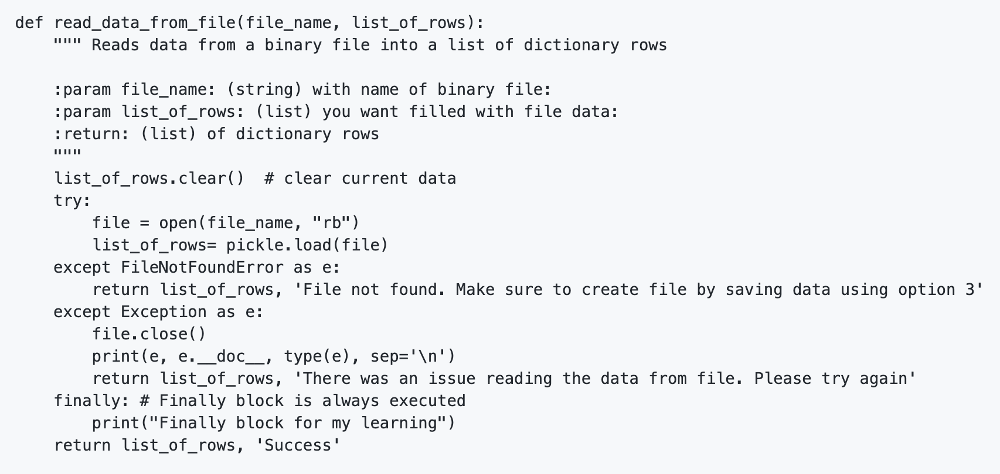 def read_data_from_file(file_name, list_of_rows):
    """ Reads data from a binary file into a list of dictionary rows

    :param file_name: (string) with name of binary file:
    :param list_of_rows: (list) you want filled with file data:
    :return: (list) of dictionary rows
    """
    list_of_rows.clear()  # clear current data
    try:
        file = open(file_name, "rb")
        list_of_rows= pickle.load(file)
    except FileNotFoundError as e:
        return list_of_rows, 'File not found. Make sure to create file by saving data using option 3'
    except Exception as e:
        file.close()
        print(e, e.__doc__, type(e), sep='\n')
        return list_of_rows, 'There was an issue reading the data from file. Please try again'
    finally: # Finally block is always executed
        print("Finally block for my learning")
    return list_of_rows, 'Success'